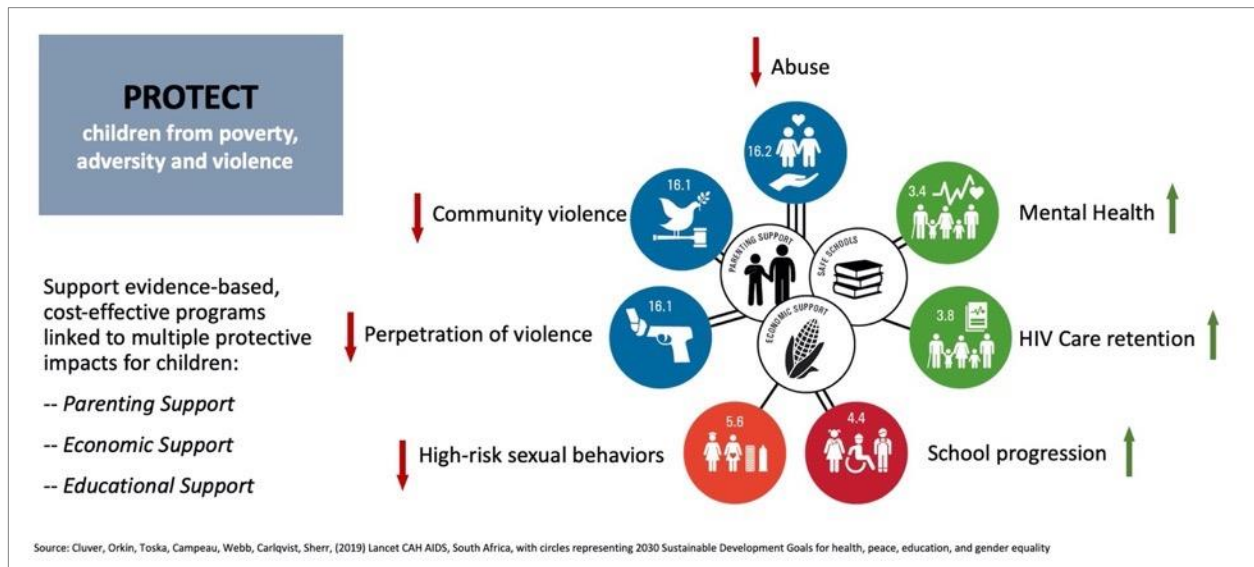 PROTECT
children from poverty,
adversity and violence
Support evidence-based,
cost-effective programs
linked to multiple protective
impacts for children:
-- Parenting Support
-- Economic Support
-- Educational Support
Abuse
16.2
16.1
Community violence
3.4
Mental Health
PARENTING SUPPORT
SAFE SCHOOLS
16.1
Perpetration of violence
3.8
HIV Care retention
ECONOMIC SUPPORT
5.6
High-risk sexual behaviors
4.4
School progression
Source: Cluver, Orkin, Toska, Campeau, Webb, Carlqvist, Sherr, (2019) Lancet CAH AIDS, South Africa, with circles representing 2030 Sustainable Development Goals for health, peace, education, and gender equality